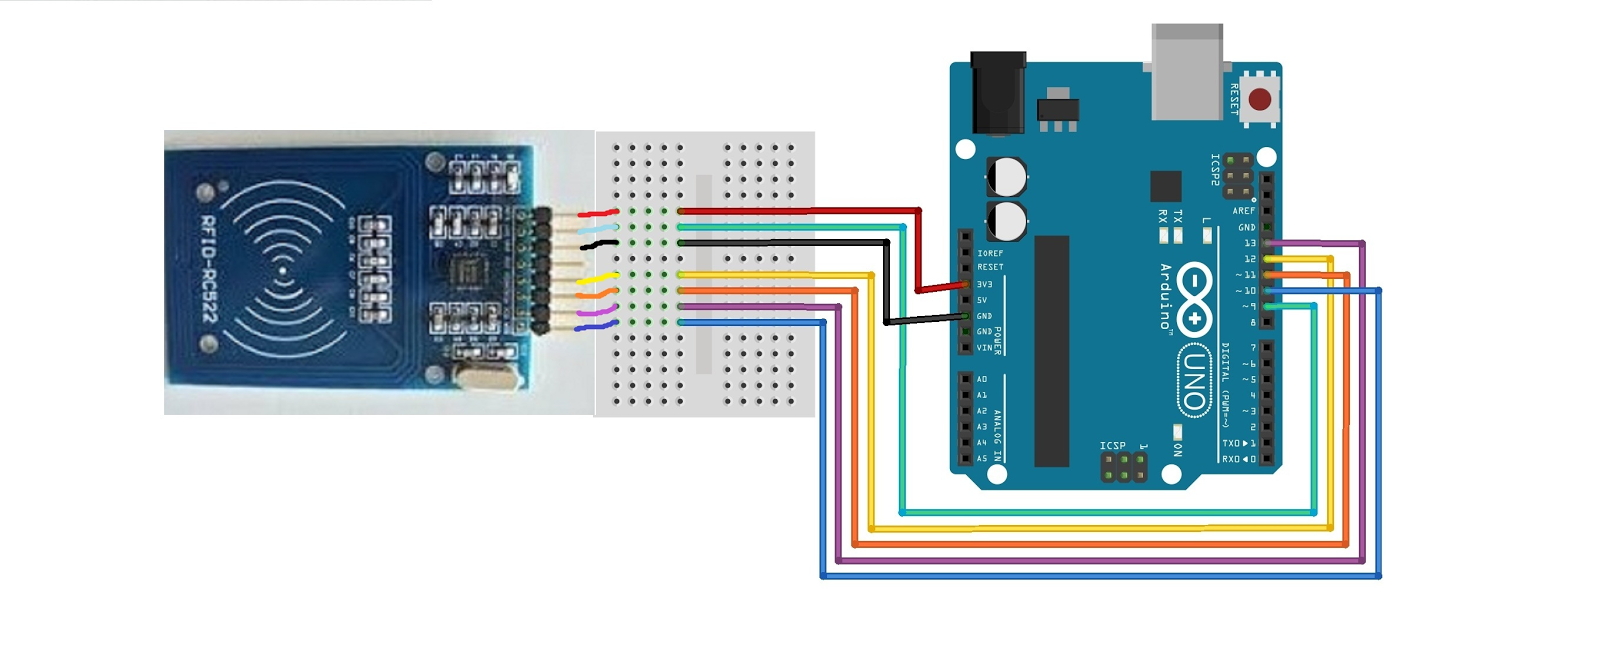 RFID-RC522
RESET
ICSP2
AREF
GND
13
12
~11
~10
~9
8
7
~6
~5
4
~3
2
TX0▶1
RX0◀0
DIGITAL (PWM=~)
RX
TX
L
Arduino™
UNO
ON
ICSP
1
IOREF
RESET
3V3
5V
GND
GND
VIN
POWER
A0
A1
A2
A3
A4
A5
ANALOG IN